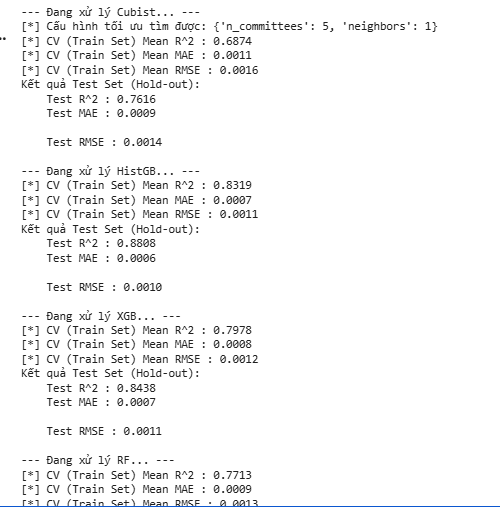 --- Đang xử lý Cubist... ---
[*] Cấu hình tối ưu tìm được: {'n_committees': 5, 'neighbors': 1}
[*] CV (Train Set) Mean R^2 : 0.6874
[*] CV (Train Set) Mean MAE : 0.0011
[*] CV (Train Set) Mean RMSE : 0.0016
Kết quả Test Set (Hold-out):
Test R^2 : 0.7616
Test MAE : 0.0009
Test RMSE : 0.0014
--- Đang xử lý HistGB... ---
[*] CV (Train Set) Mean R^2 : 0.8319
[*] CV (Train Set) Mean MAE : 0.0007
[*] CV (Train Set) Mean RMSE : 0.0011
Kết quả Test Set (Hold-out):
Test R^2 : 0.8808
Test MAE : 0.0006
Test RMSE : 0.0010
--- Đang xử lý XGB... ---
[*] CV (Train Set) Mean R^2 : 0.7978
[*] CV (Train Set) Mean MAE : 0.0008
[*] CV (Train Set) Mean RMSE : 0.0012
Kết quả Test Set (Hold-out):
Test R^2 : 0.8438
Test MAE : 0.0007
Test RMSE : 0.0011
--- Đang xử lý RF... ---
[*] CV (Train Set) Mean R^2 : 0.7713
[*] CV (Train Set) Mean MAE : 0.0009
[*] CV (Train Set) Mean RMSE : 0.0013